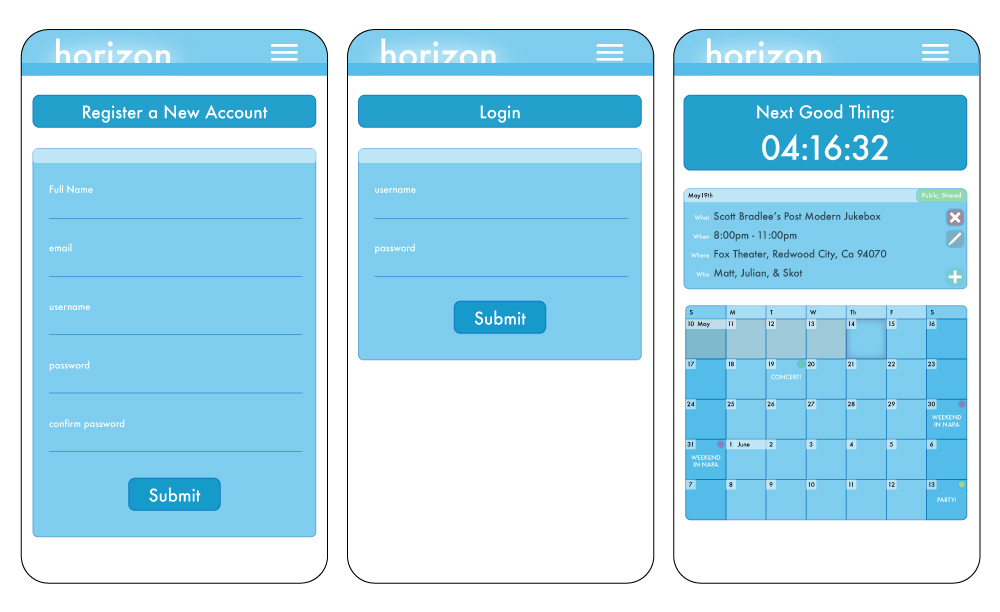 horizon
Register a New Account
Full Name
email
username
password
confirm password
Submit
horizon
Login
username
password
Submit
horizon
Next Good Thing:
04:16:32
May19th Public, Shared
What Scott Bradlee's Post Modern Jukebox
When 8:00pm - 11:00pm
Where Fox Theater, Redwood City, Ca 94070
Who Matt, Julian, & Skot
S M T W Th F S
10 May 11 12 13 14 15 16
17 18 19 20 21 22 23
CONCERT!
24 25 26 27 28 29 30
WEEKEND
IN NAPA
31 1 June 2 3 4 5 6
WEEKEND
IN NAPA
7 8 9 10 11 12 13
PARTY!